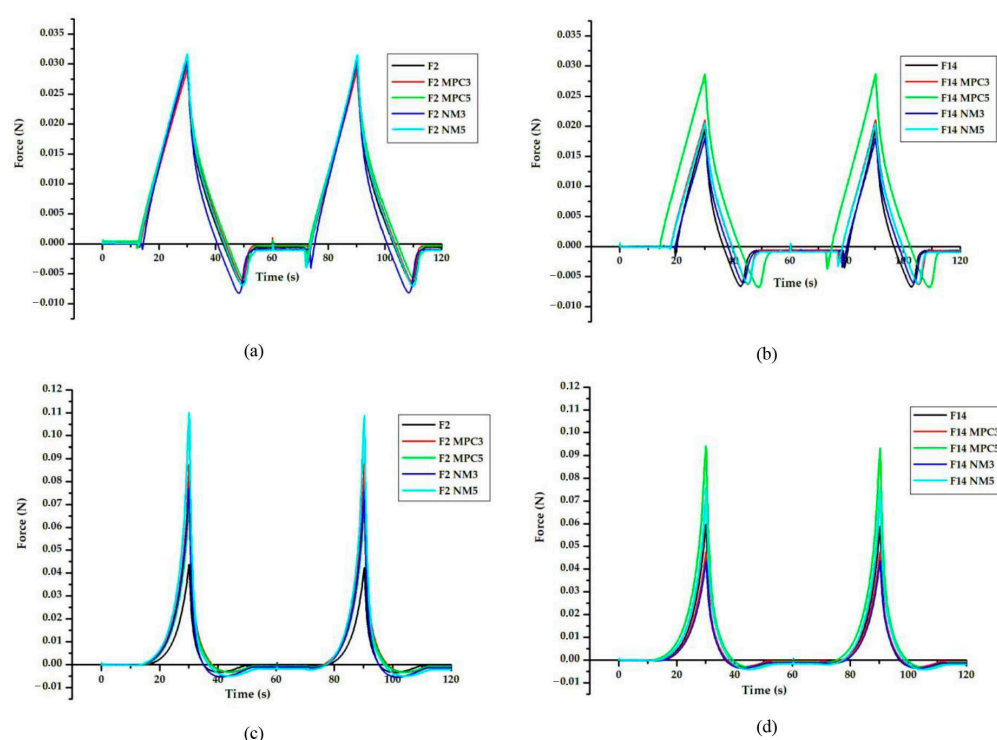 0.035
0.030
0.025
0.020
0.015
0.010
0.005
0.000
−0.005
−0.010
Force (N)
0 20 40 60 80 100 120
Time (s)
F2
F2 MPC3
F2 MPC5
F2 NM3
F2 NM5
(a)
0.035
0.030
0.025
0.020
0.015
0.010
0.005
0.000
−0.005
−0.010
Force (N)
0 20 40 60 80 100 120
Time (s)
F14
F14 MPC3
F14 MPC5
F14 NM3
F14 NM5
(b)
0.12
0.11
0.10
0.09
0.08
0.07
0.06
0.05
0.04
0.03
0.02
0.01
0.00
−0.01
Force (N)
0 20 40 60 80 100 120
Time (s)
F2
F2 MPC3
F2 MPC5
F2 NM3
F2 NM5
(c)
0.12
0.11
0.10
0.09
0.08
0.07
0.06
0.05
0.04
0.03
0.02
0.01
0.00
−0.01
Force (N)
0 20 40 60 80 100 120
Time (s)
F14
F14 MPC3
F14 MPC5
F14 NM3
F14 NM5
(d)